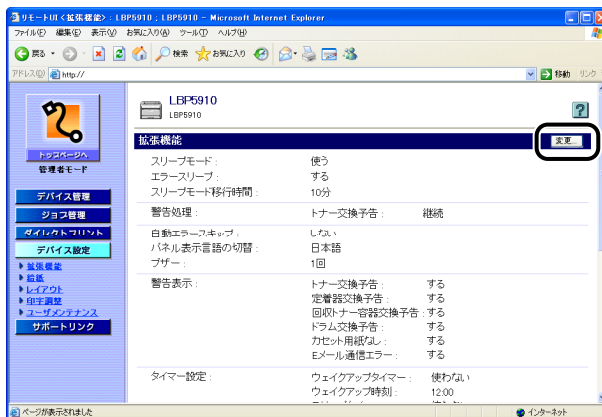 リモートUI <拡張機能> : LBP5910 ; LBP5910 - Microsoft Internet Explorer
ファイル(F) 編集(E) 表示(V) お気に入り(A) ツール(T) ヘルプ(H)
戻る 検索 お気に入り
アドレス(D) http:// 移動 リンク
トップページへ
管理者モード
デバイス管理
ジョブ管理
ダイレクトプリント
デバイス設定
拡張機能
給紙
レイアウト
印字調整
ユーザメンテナンス
サポートリンク
LBP5910
LBP5910
拡張機能 変更...
スリープモード : 使う
エラースリープ : する
スリープモード移行時間 : 10分
警告処理 : トナー交換予告 : 継続
自動エラースキップ : しない
パネル表示言語の切替 : 日本語
ブザー : 1回
警告表示 : トナー交換予告 : する
定着器交換予告 : する
回収トナー容器交換予告 : する
ドラム交換予告 : する
カセット用紙なし : する
Eメール通信エラー : する
タイマー設定 : ウェイクアップタイマー : 使わない
ウェイクアップ時刻 : 12:00
ページが表示されました インターネット